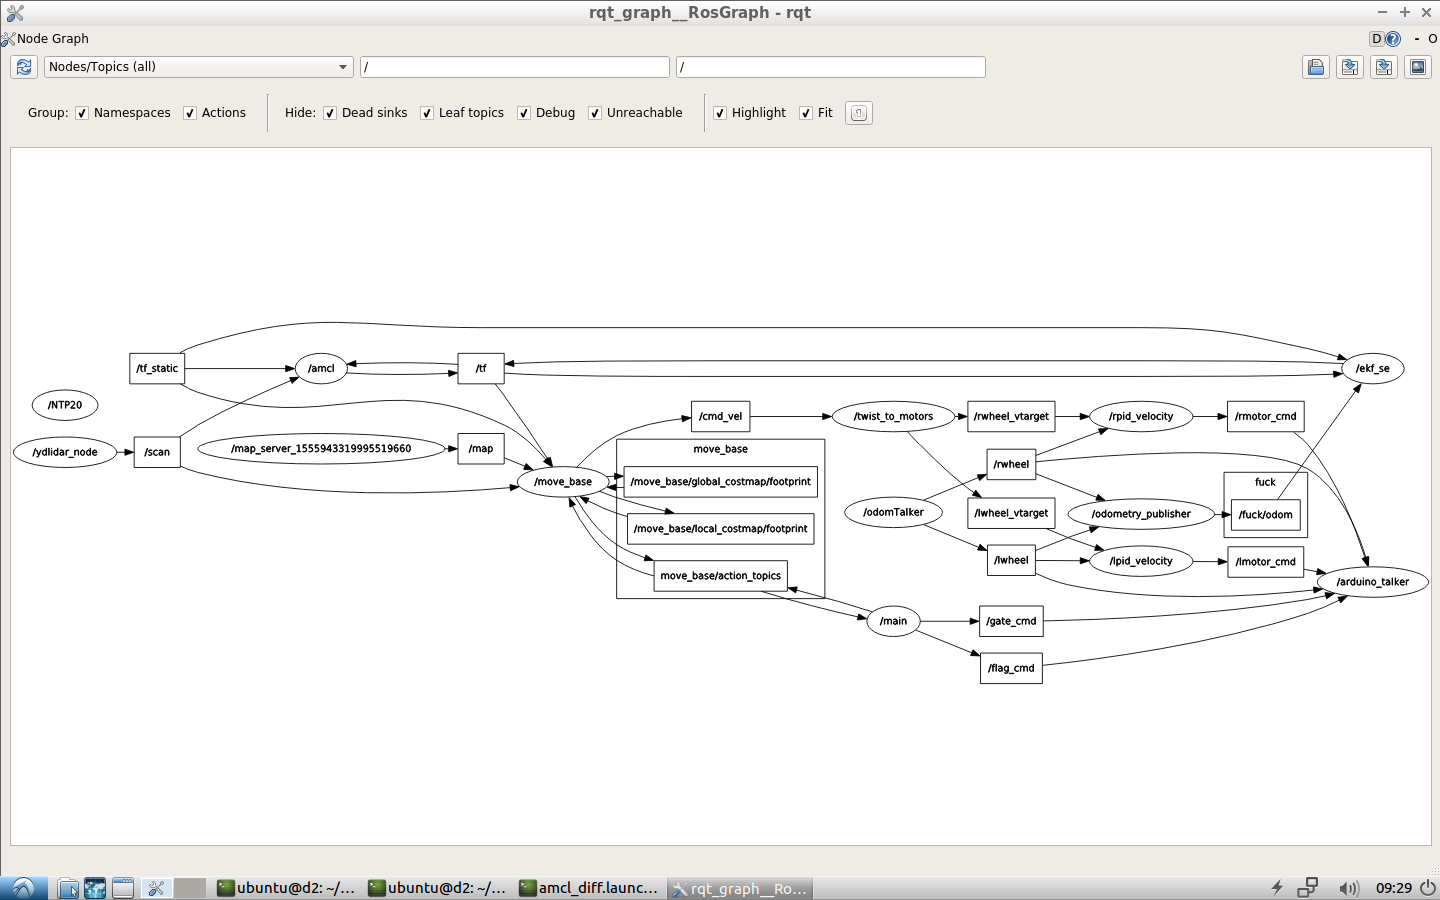 rqt_graph__RosGraph - rqt
Node Graph
D
?
- O
Nodes/Topics (all)
/
/
Group:
Namespaces
Actions
Hide:
Dead sinks
Leaf topics
Debug
Unreachable
Highlight
Fit
/tf_static
/amcl
/tf
/ekf_se
/NTP20
/ydlidar_node
/scan
/map_server_1555943319995519660
/map
/move_base
/cmd_vel
move_base
/move_base/global_costmap/footprint
/move_base/local_costmap/footprint
move_base/action_topics
/twist_to_motors
/rwheel_vtarget
/rpid_velocity
/rmotor_cmd
/rwheel
/odomTalker
/lwheel_vtarget
/odometry_publisher
fuck
/fuck/odom
/lwheel
/lpid_velocity
/lmotor_cmd
/arduino_talker
/main
/gate_cmd
/flag_cmd
ubuntu@d2: ~/...
ubuntu@d2: ~/...
amcl_diff.launc...
rqt_graph__Ro...
09:29